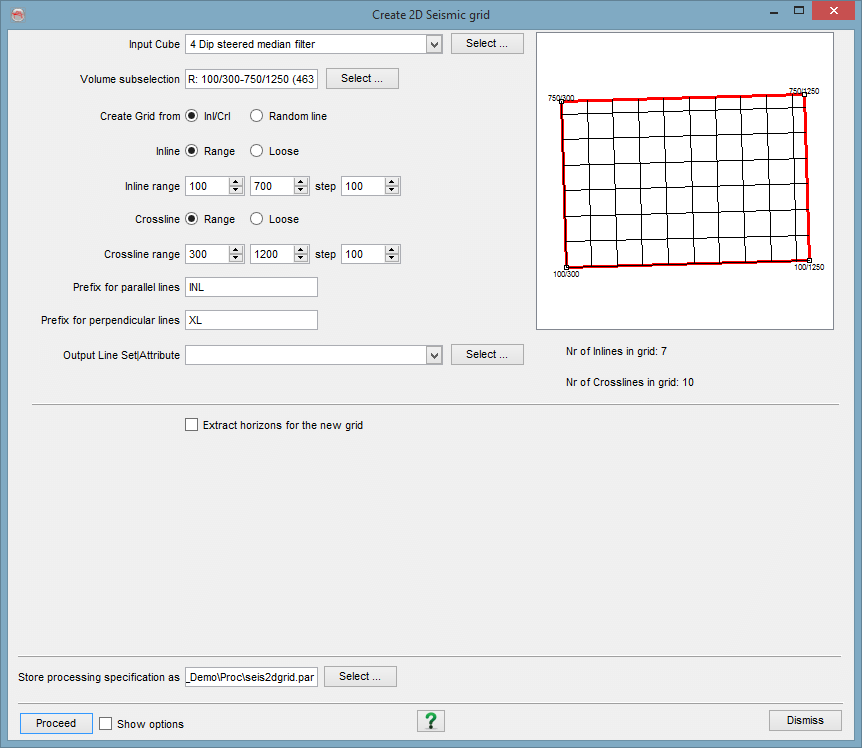 Create 2D Seismic grid
Input Cube 4 Dip steered median filter Select ...
Volume subselection R: 100/300-750/1250 (463 Select ...
Create Grid from Inl/Crl Random line
Inline Range Loose
Inline range 100 700 step 100
Crossline Range Loose
Crossline range 300 1200 step 100
Prefix for parallel lines INL
Prefix for perpendicular lines XL
Output Line Set|Attribute Select ...
750/300 750/1250
100/300 100/1250
Nr of Inlines in grid: 7
Nr of Crosslines in grid: 10
Extract horizons for the new grid
Store processing specification as _Demo\Proc\seis2dgrid.par Select ...
Proceed Show options ? Dismiss